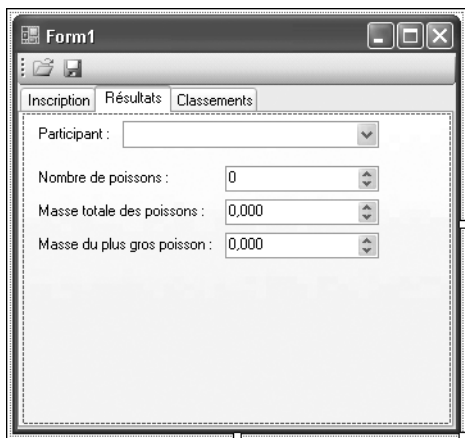 Form1
Inscription Résultats Classements
Participant :
Nombre de poissons : 0
Masse totale des poissons : 0,000
Masse du plus gros poisson : 0,000